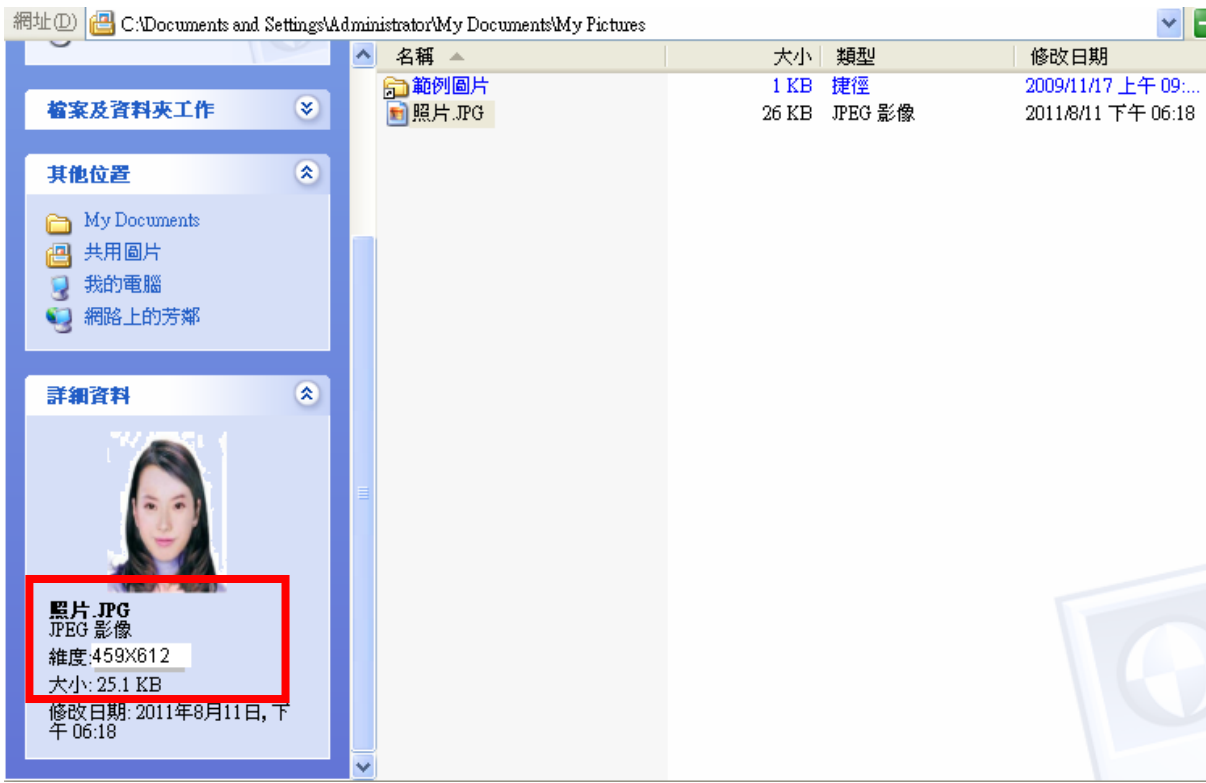 網址(D) C:\Documents and Settings\Administrator\My Documents\My Pictures
檔案及資料夾工作
其他位置
My Documents
共用圖片
我的電腦
網路上的芳鄰
詳細資料
照片.JPG
JPEG 影像
維度:459X612
大小: 25.1 KB
修改日期: 2011年8月11日, 下
午 06:18
名稱 大小 類型 修改日期
範例圖片 1 KB 捷徑 2009/11/17 上午 09:...
照片.JPG 26 KB JPEG 影像 2011/8/11 下午 06:18